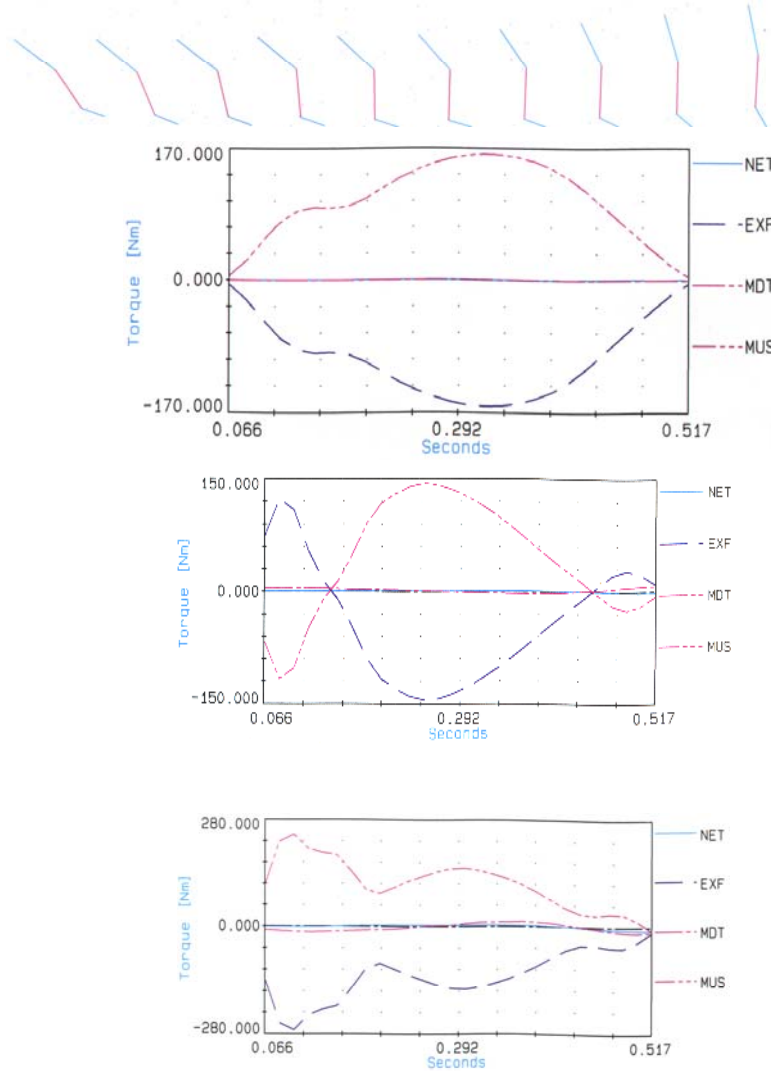 170.000
NET
EXF
Torque [Nm]
0.000
MDT
MUS
-170.000
0.066
0.292
0.517
Seconds
150.000
NET
EXF
Torque [Nm]
0.000
MDT
MUS
-150.000
0.066
0.292
0.517
Seconds
280.000
NET
EXF
Torque [Nm]
0.000
MDT
MUS
-280.000
0.066
0.292
0.517
Seconds